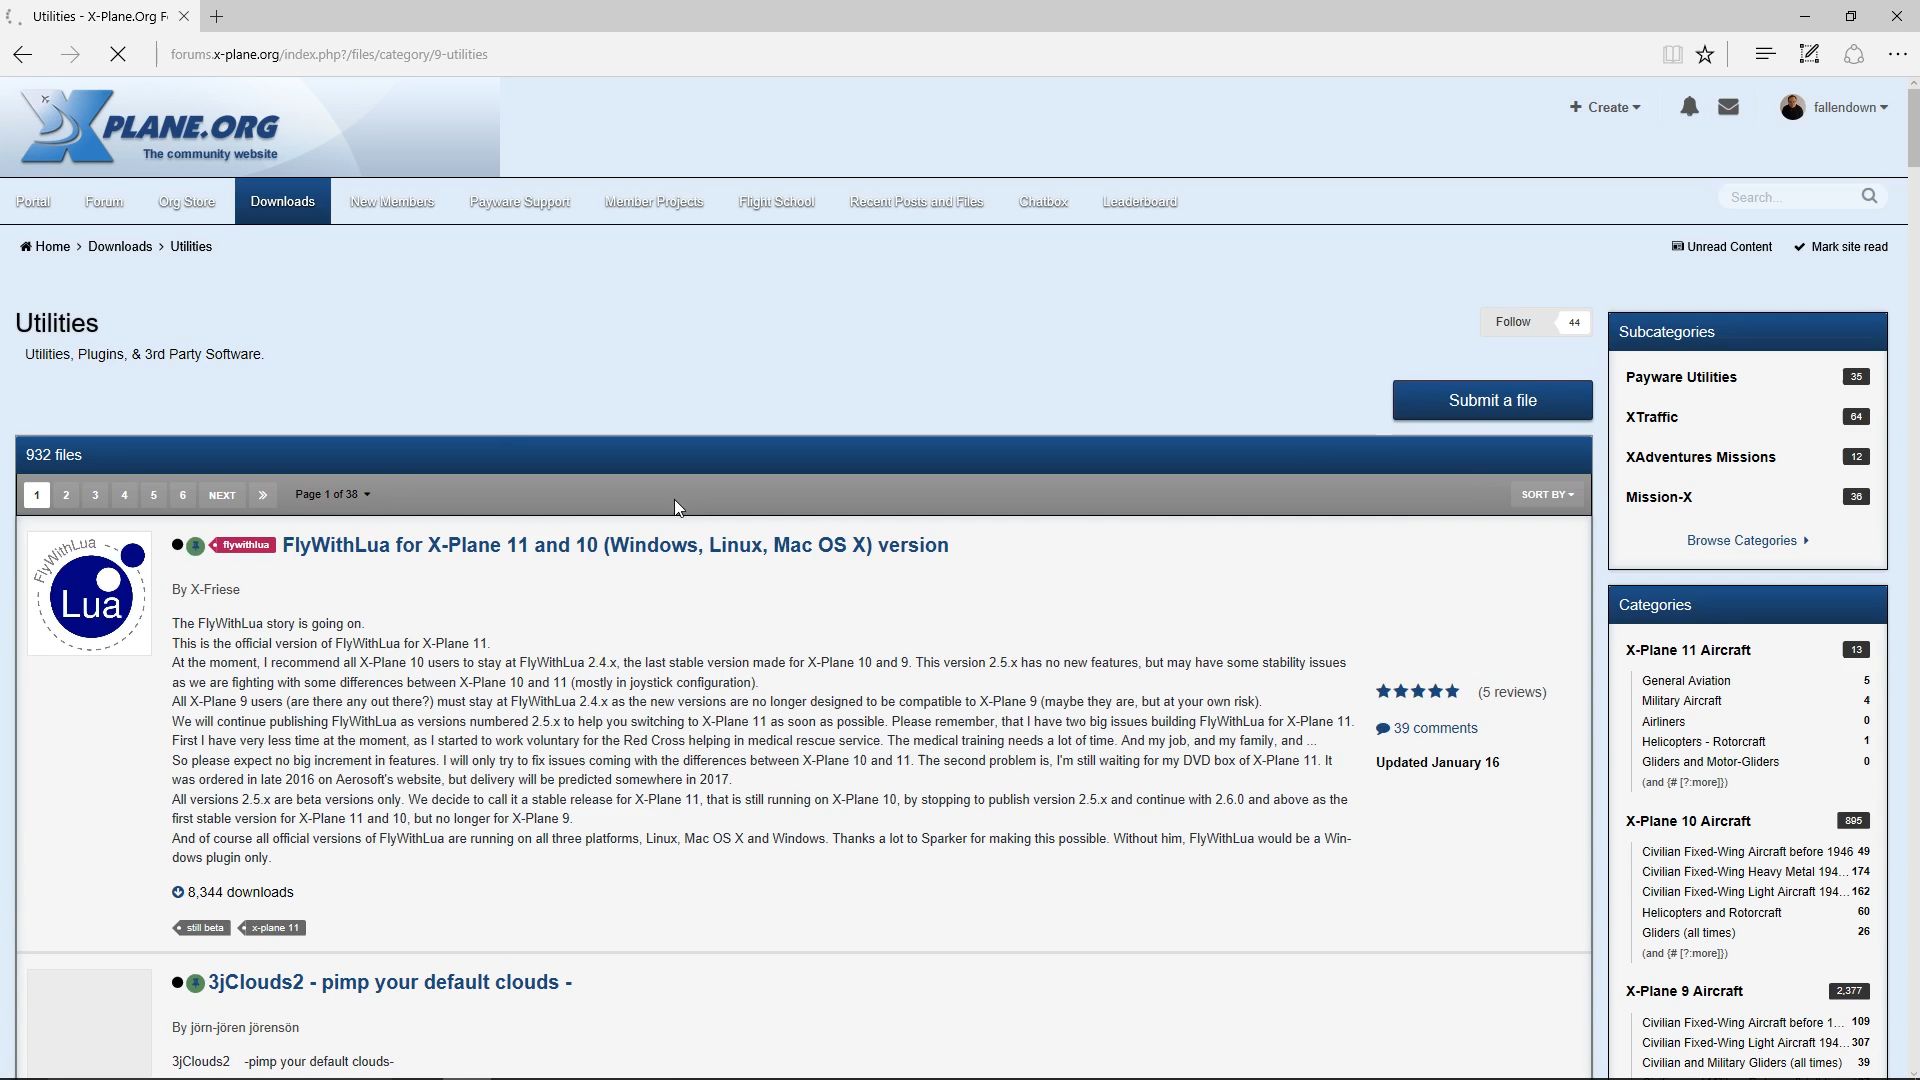 Utilities - X-Plane.Org F
forums.x-plane.org/index.php?/files/category/9-utilities
PLANE.ORG
The community website
Create
fallendown
Portal Forum Org Store Downloads New Members Payware Support Member Projects Flight School Recent Posts and Files Chatbox Leaderboard
Search...
Home > Downloads > Utilities
Unread Content Mark site read
Utilities
Utilities, Plugins, & 3rd Party Software.
Follow 44
Submit a file
932 files
1 2 3 4 5 6 NEXT » Page 1 of 38
SORT BY
FlyWithLua
Lua
flywithlua FlyWithLua for X-Plane 11 and 10 (Windows, Linux, Mac OS X) version
By X-Friese
The FlyWithLua story is going on.
This is the official version of FlyWithLua for X-Plane 11.
At the moment, I recommend all X-Plane 10 users to stay at FlyWithLua 2.4.x, the last stable version made for X-Plane 10 and 9. This version 2.5.x has no new features, but may have some stability issues
as we are fighting with some differences between X-Plane 10 and 11 (mostly in joystick configuration).
All X-Plane 9 users (are there any out there?) must stay at FlyWithLua 2.4.x as the new versions are no longer designed to be compatible to X-Plane 9 (maybe they are, but at your own risk).
We will continue publishing FlyWithLua as versions numbered 2.5.x to help you switching to X-Plane 11 as soon as possible. Please remember, that I have two big issues building FlyWithLua for X-Plane 11.
First I have very less time at the moment, as I started to work voluntary for the Red Cross helping in medical rescue service. The medical training needs a lot of time. And my job, and my family, and ...
So please expect no big increment in features. I will only try to fix issues coming with the differences between X-Plane 10 and 11. The second problem is, I'm still waiting for my DVD box of X-Plane 11. It
was ordered in late 2016 on Aerosoft's website, but delivery will be predicted somewhere in 2017.
All versions 2.5.x are beta versions only. We decide to call it a stable release for X-Plane 11, that is still running on X-Plane 10, by stopping to publish version 2.5.x and continue with 2.6.0 and above as the
first stable version for X-Plane 11 and 10, but no longer for X-Plane 9.
And of course all official versions of FlyWithLua are running on all three platforms, Linux, Mac OS X and Windows. Thanks a lot to Sparker for making this possible. Without him, FlyWithLua would be a Win-
dows plugin only.
8,344 downloads
still beta x-plane 11
(5 reviews)
39 comments
Updated January 16
3jClouds2 - pimp your default clouds -
By jörn-jören jörensön
3jClouds2 -pimp your default clouds-
Subcategories
Payware Utilities 35
XTraffic 64
XAdventures Missions 12
Mission-X 36
Browse Categories
Categories
X-Plane 11 Aircraft 13
General Aviation 5
Military Aircraft 4
Airliners 0
Helicopters - Rotorcraft 1
Gliders and Motor-Gliders 0
(and {# [?:more]})
X-Plane 10 Aircraft 895
Civilian Fixed-Wing Aircraft before 1946 49
Civilian Fixed-Wing Heavy Metal 194... 174
Civilian Fixed-Wing Light Aircraft 194... 162
Helicopters and Rotorcraft 60
Gliders (all times) 26
(and {# [?:more]})
X-Plane 9 Aircraft 2,377
Civilian Fixed-Wing Aircraft before 1... 109
Civilian Fixed-Wing Light Aircraft 194... 307
Civilian and Military Gliders (all times) 39